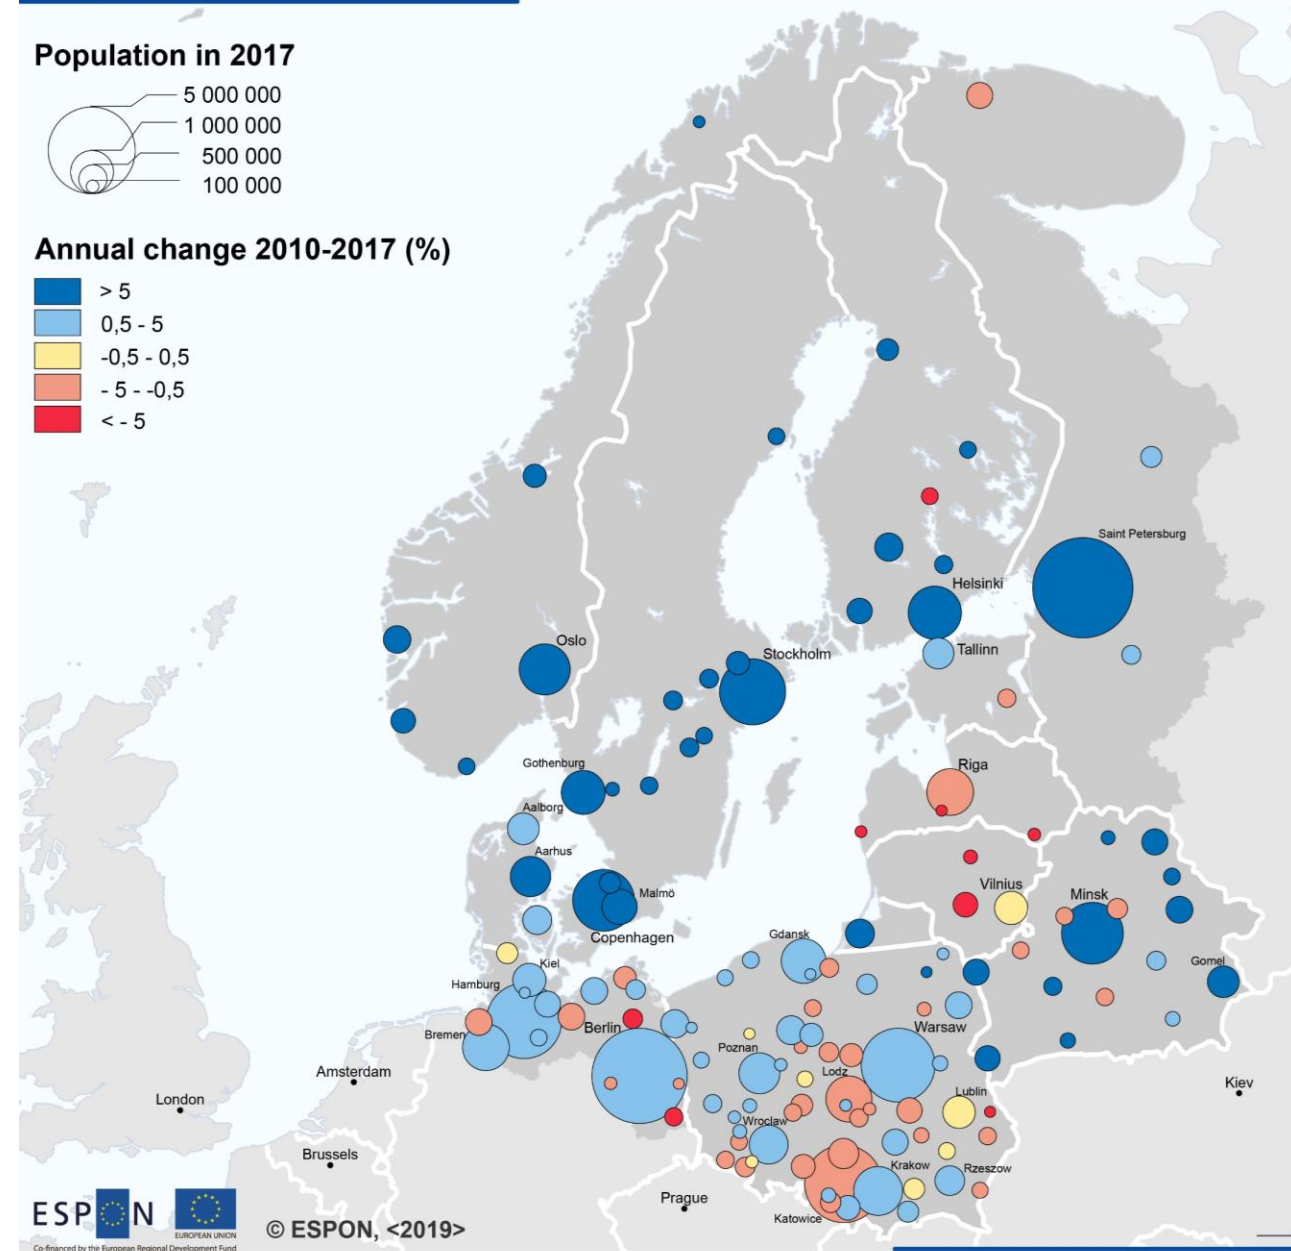 Population in 2017
5 000 000
1 000 000
500 000
100 000
Annual change 2010-2017 (%)
> 5
0,5 - 5
-0,5 - 0,5
- 5 - -0,5
< - 5
Saint Petersburg
Helsinki
Oslo
Stockholm
Tallinn
Gothenburg
Riga
Aalborg
Aarhus
Vilnius
Malmö
Minsk
Copenhagen
Gdansk
Kiel
Hamburg
Gomel
Berlin
Warsaw
Bremen
Poznan
Amsterdam
Lodz
Kiev
London
Lublin
Wroclaw
Brussels
Krakow
Rzeszow
Prague
Katowice
ESPON
EUROPEAN UNION
Co-financed by the European Regional Development Fund
© ESPON, <2019>